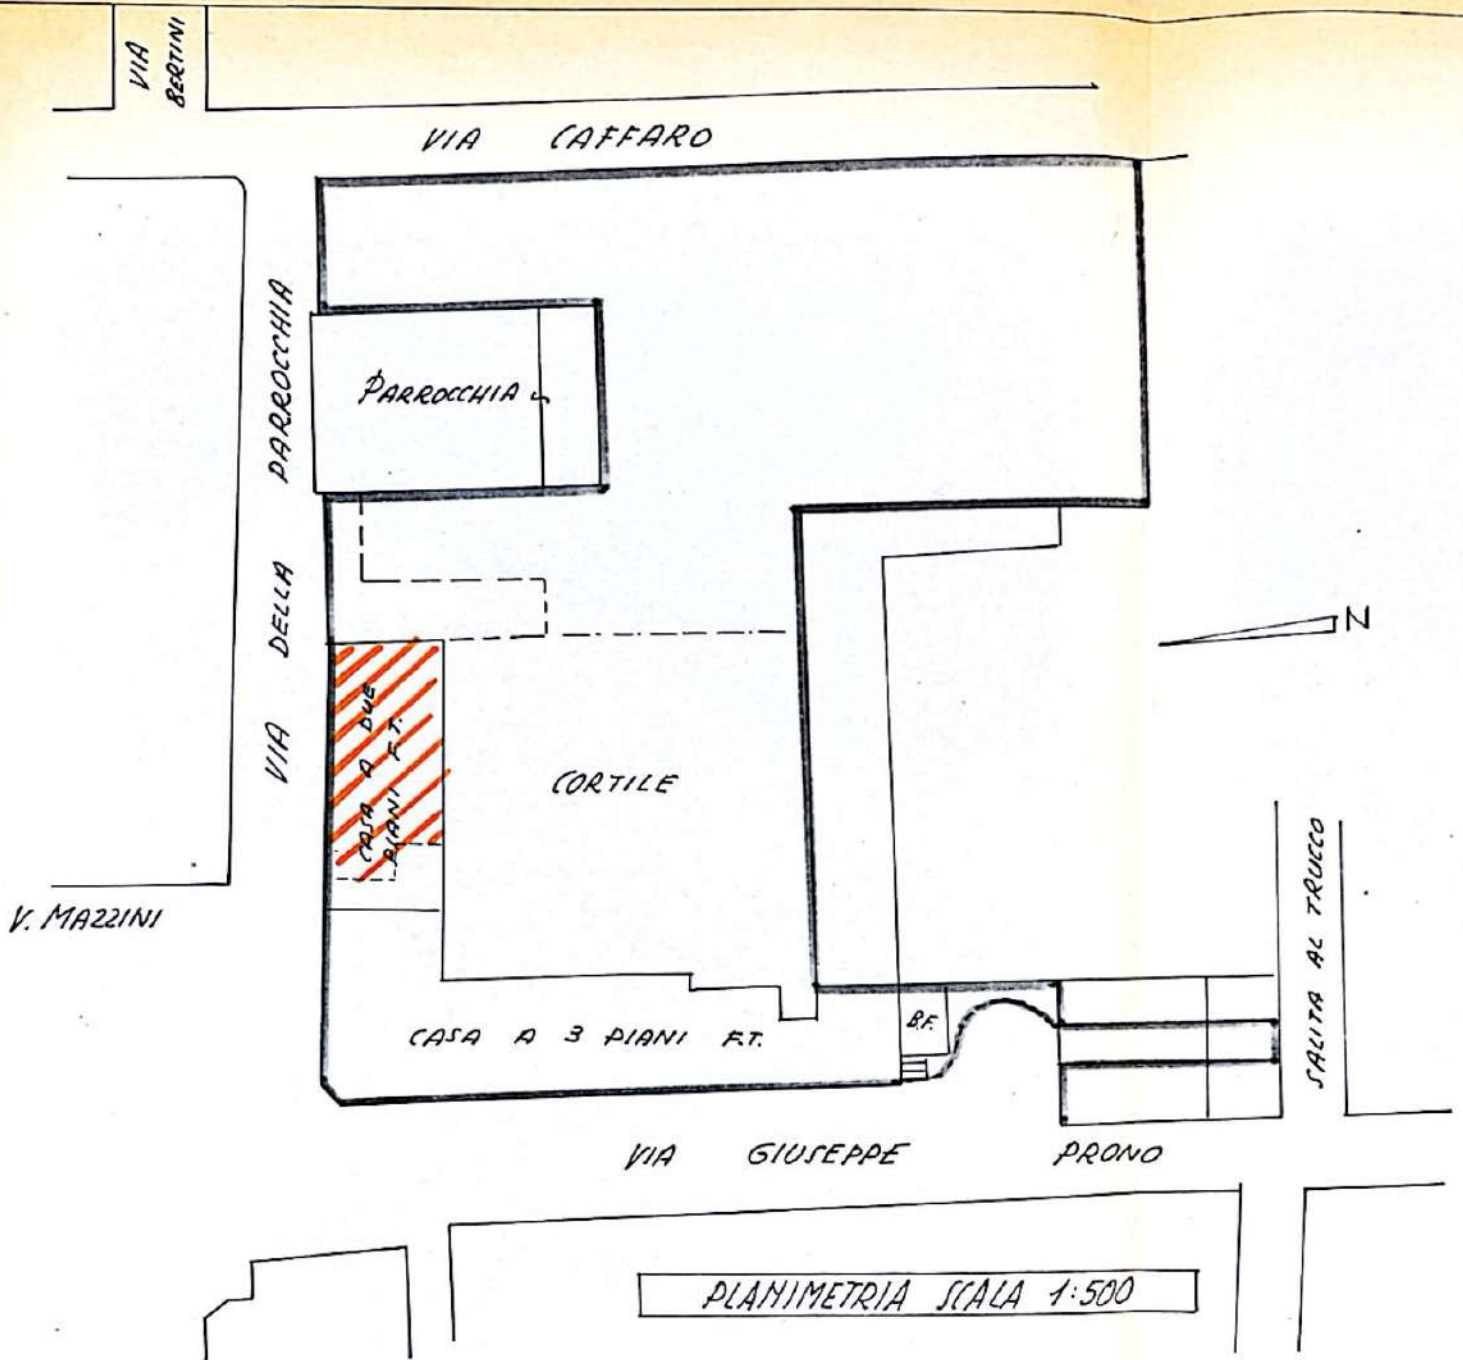 VIA
BERTINI
VIA CAFFARO
VIA DELLA PARROCCHIA
PARROCCHIA
N
CASA A DUE
PIANI F.T.
CORTILE
V. MAZZINI
SALITA AL TRUCCO
CASA A 3 PIANI F.T.
B.F.
VIA GIUSEPPE PRONO
PLANIMETRIA SCALA 1:500